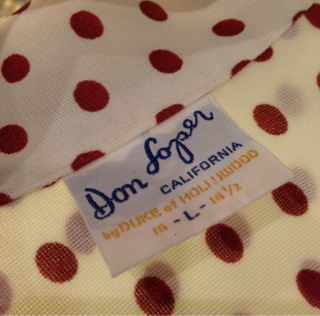 Don Loper
CALIFORNIA
by DUKE of HOLLYWOOD
16 - L - 16 1/2